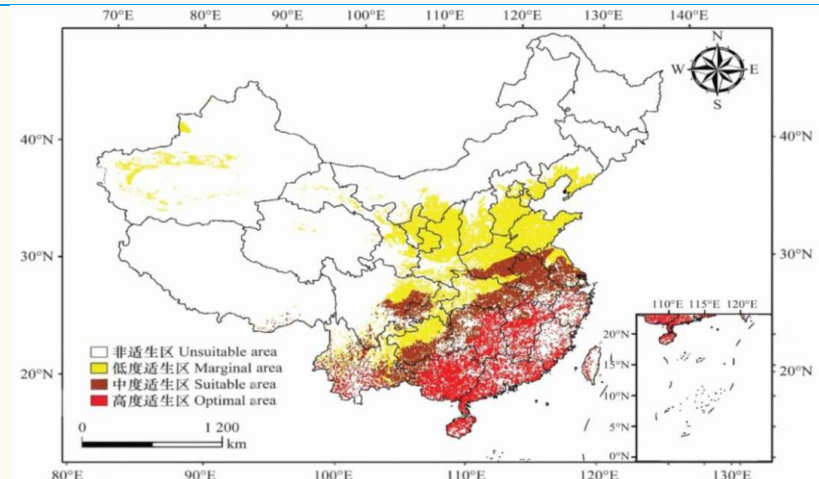 70°E 80°E 90°E 100°E 110°E 120°E 130°E 140°E
N
W E
S
40°N 40°N
30°N 30°N
110°E 115°E 120°E
20°N
非适生区 Unsuitable area
低度适生区 Marginal area
15°N
20°N 20°N
中度适生区 Suitable area
10°N
高度适生区 Optimal area
5°N
0 1 200
km
0°N
80°E 90°E 100°E 110°E 120°E 130°E